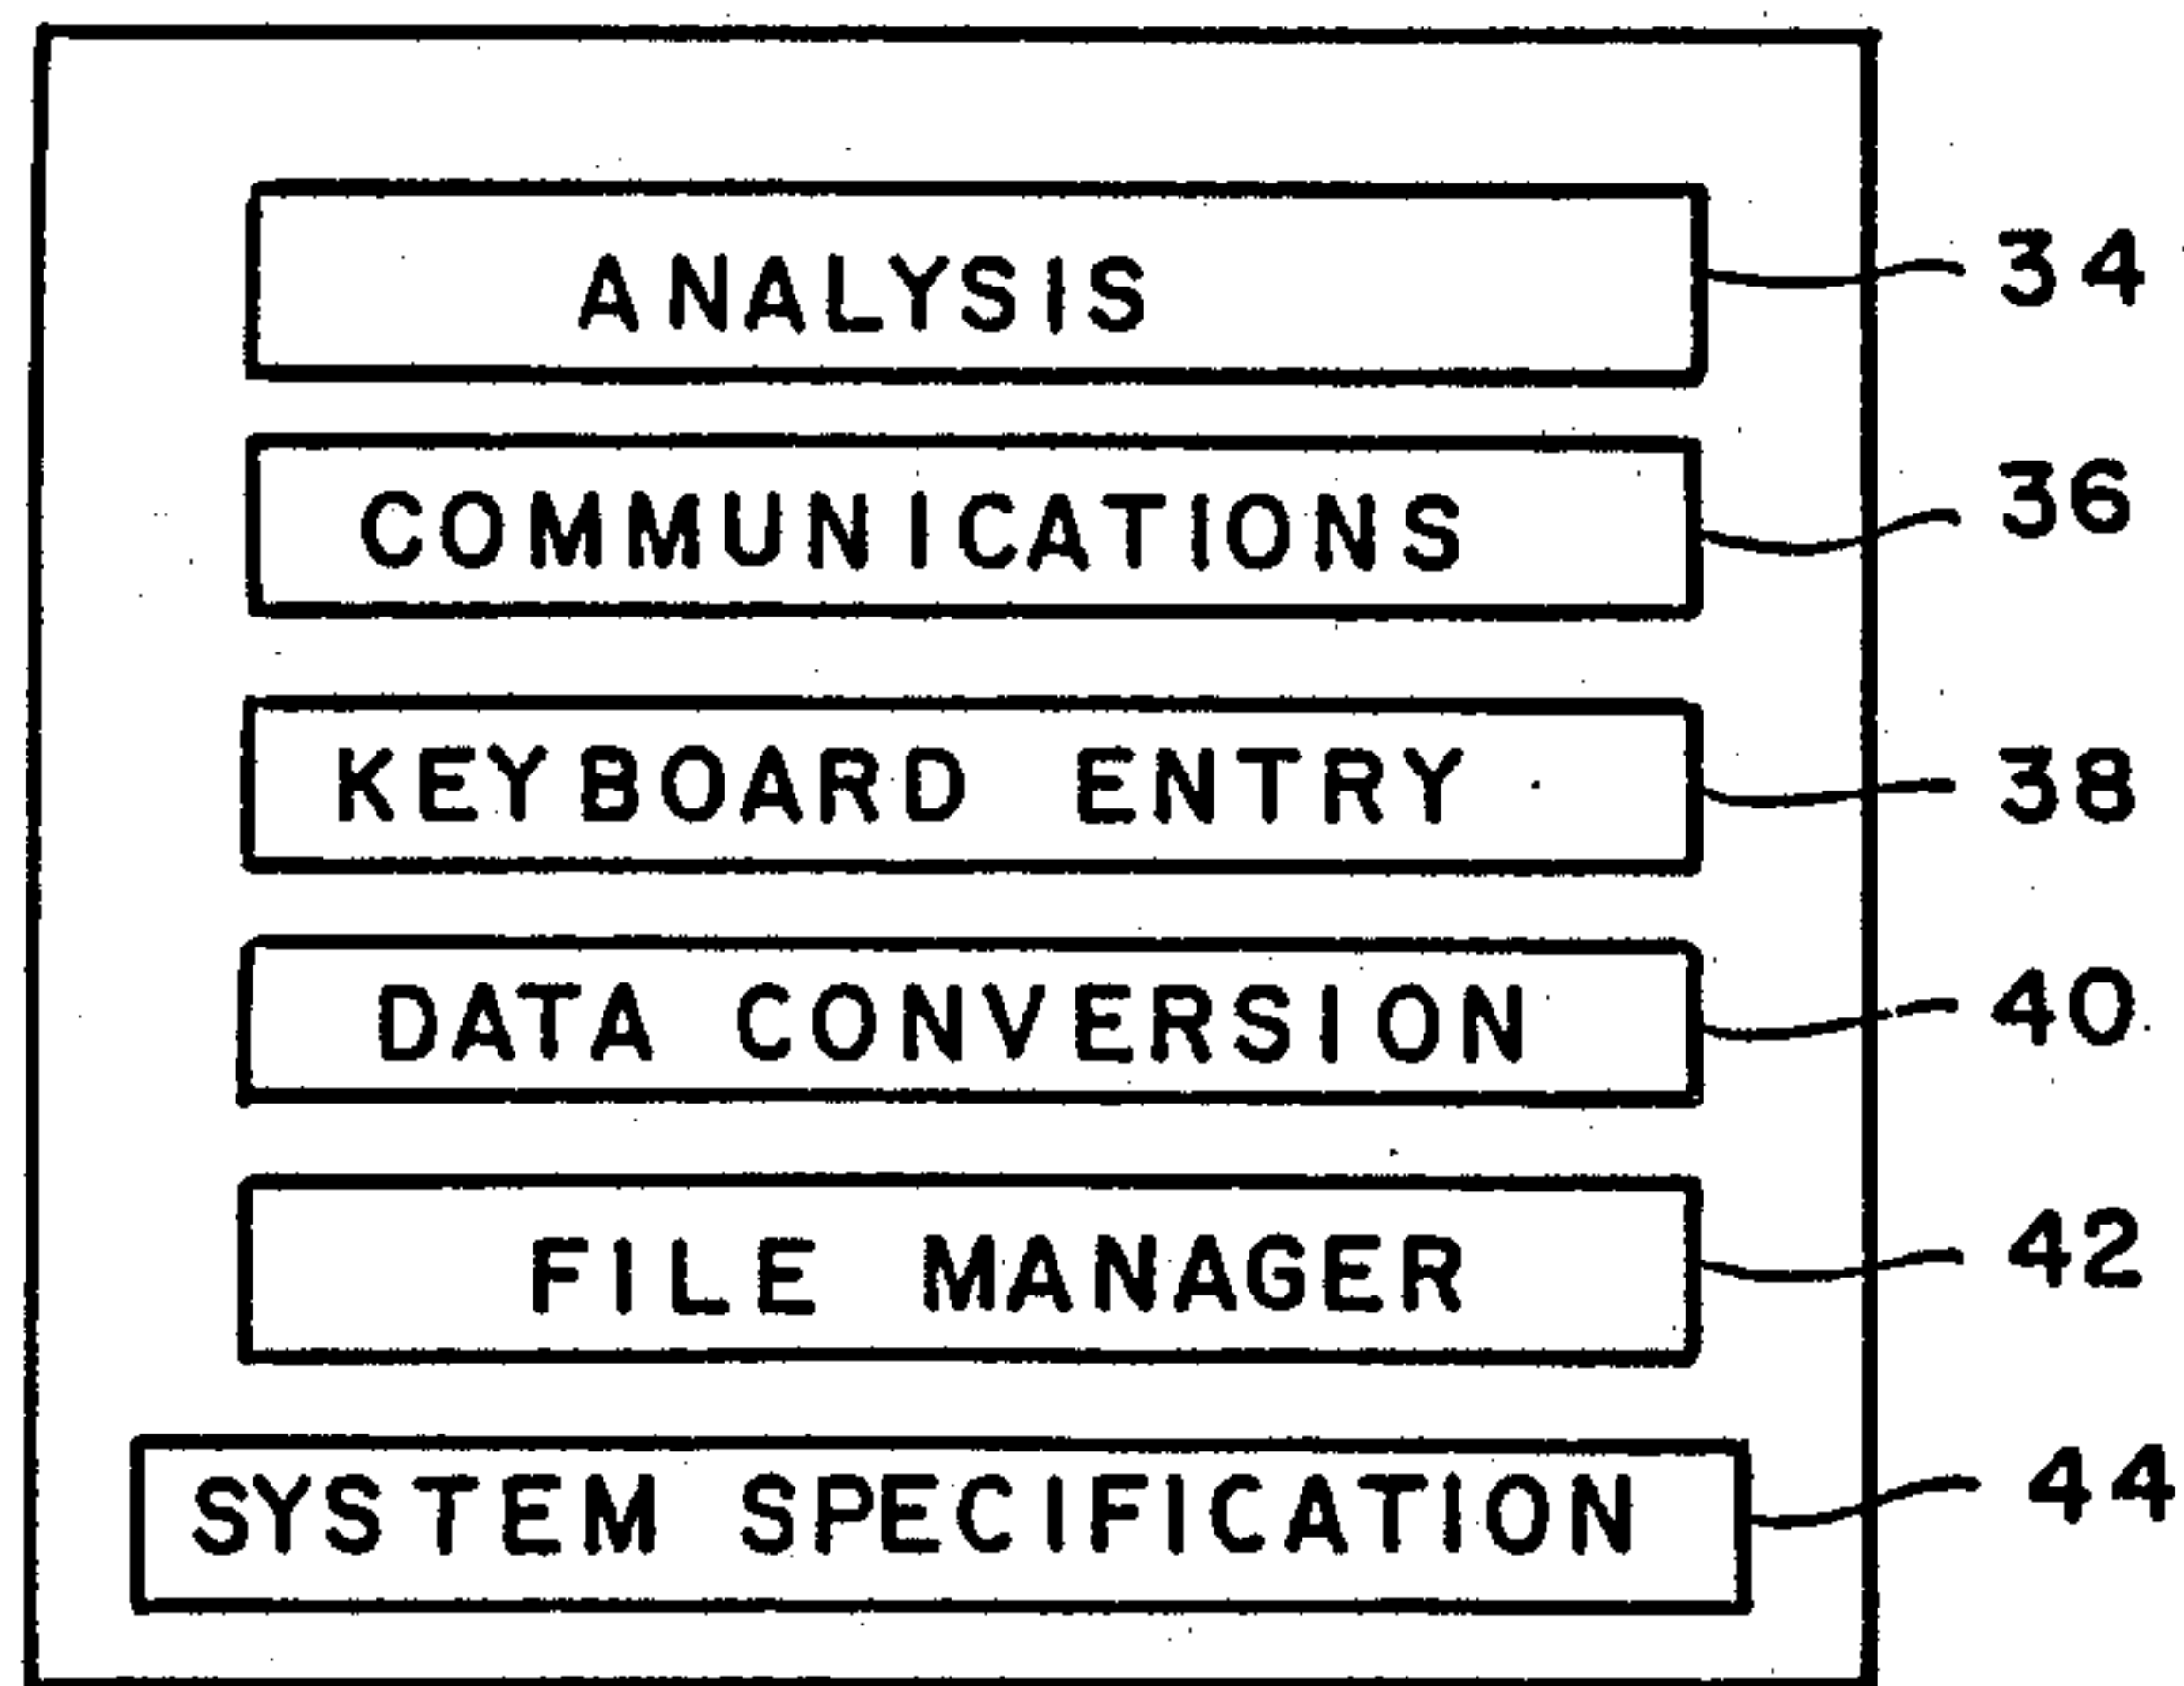 ANALYSIS 34
COMMUNICATIONS 36
KEYBOARD ENTRY 38
DATA CONVERSION 40
FILE MANAGER 42
SYSTEM SPECIFICATION 44